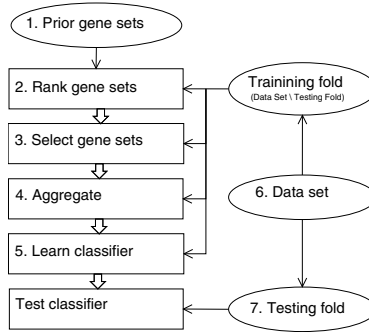 1. Prior gene sets
2. Rank gene sets
Trainining fold
(Data Set \ Testing Fold)
3. Select gene sets
4. Aggregate
6. Data set
5. Learn classifier
Test classifier
7. Testing fold